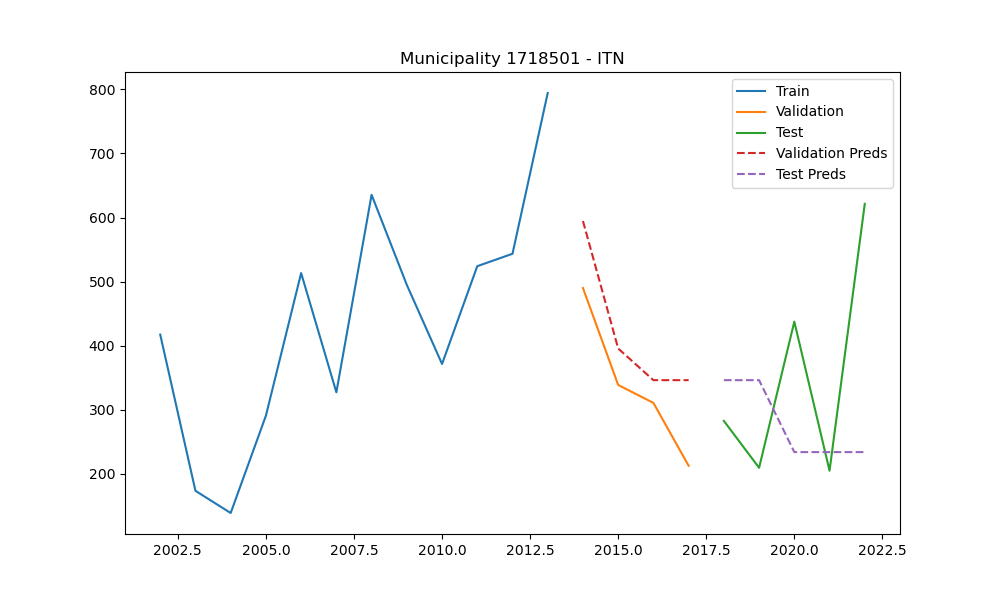 Municipality 1718501 - ITN
Train
Validation
Test
Validation Preds
Test Preds
800
700
600
500
400
300
200
2002.5 2005.0 2007.5 2010.0 2012.5 2015.0 2017.5 2020.0 2022.5